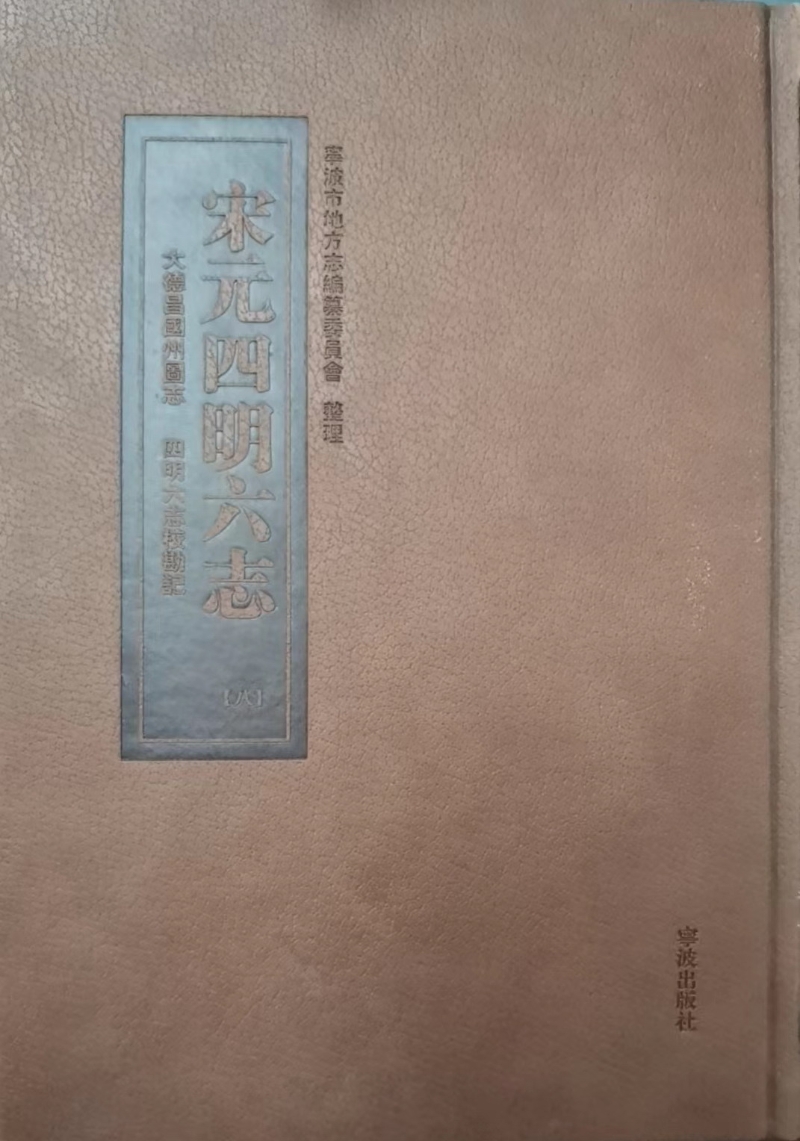 寧波市地方志編纂委員會 整理
宋元四明六志
【八】
大德昌國州圖志 四明六志校勘記
寧波出版社